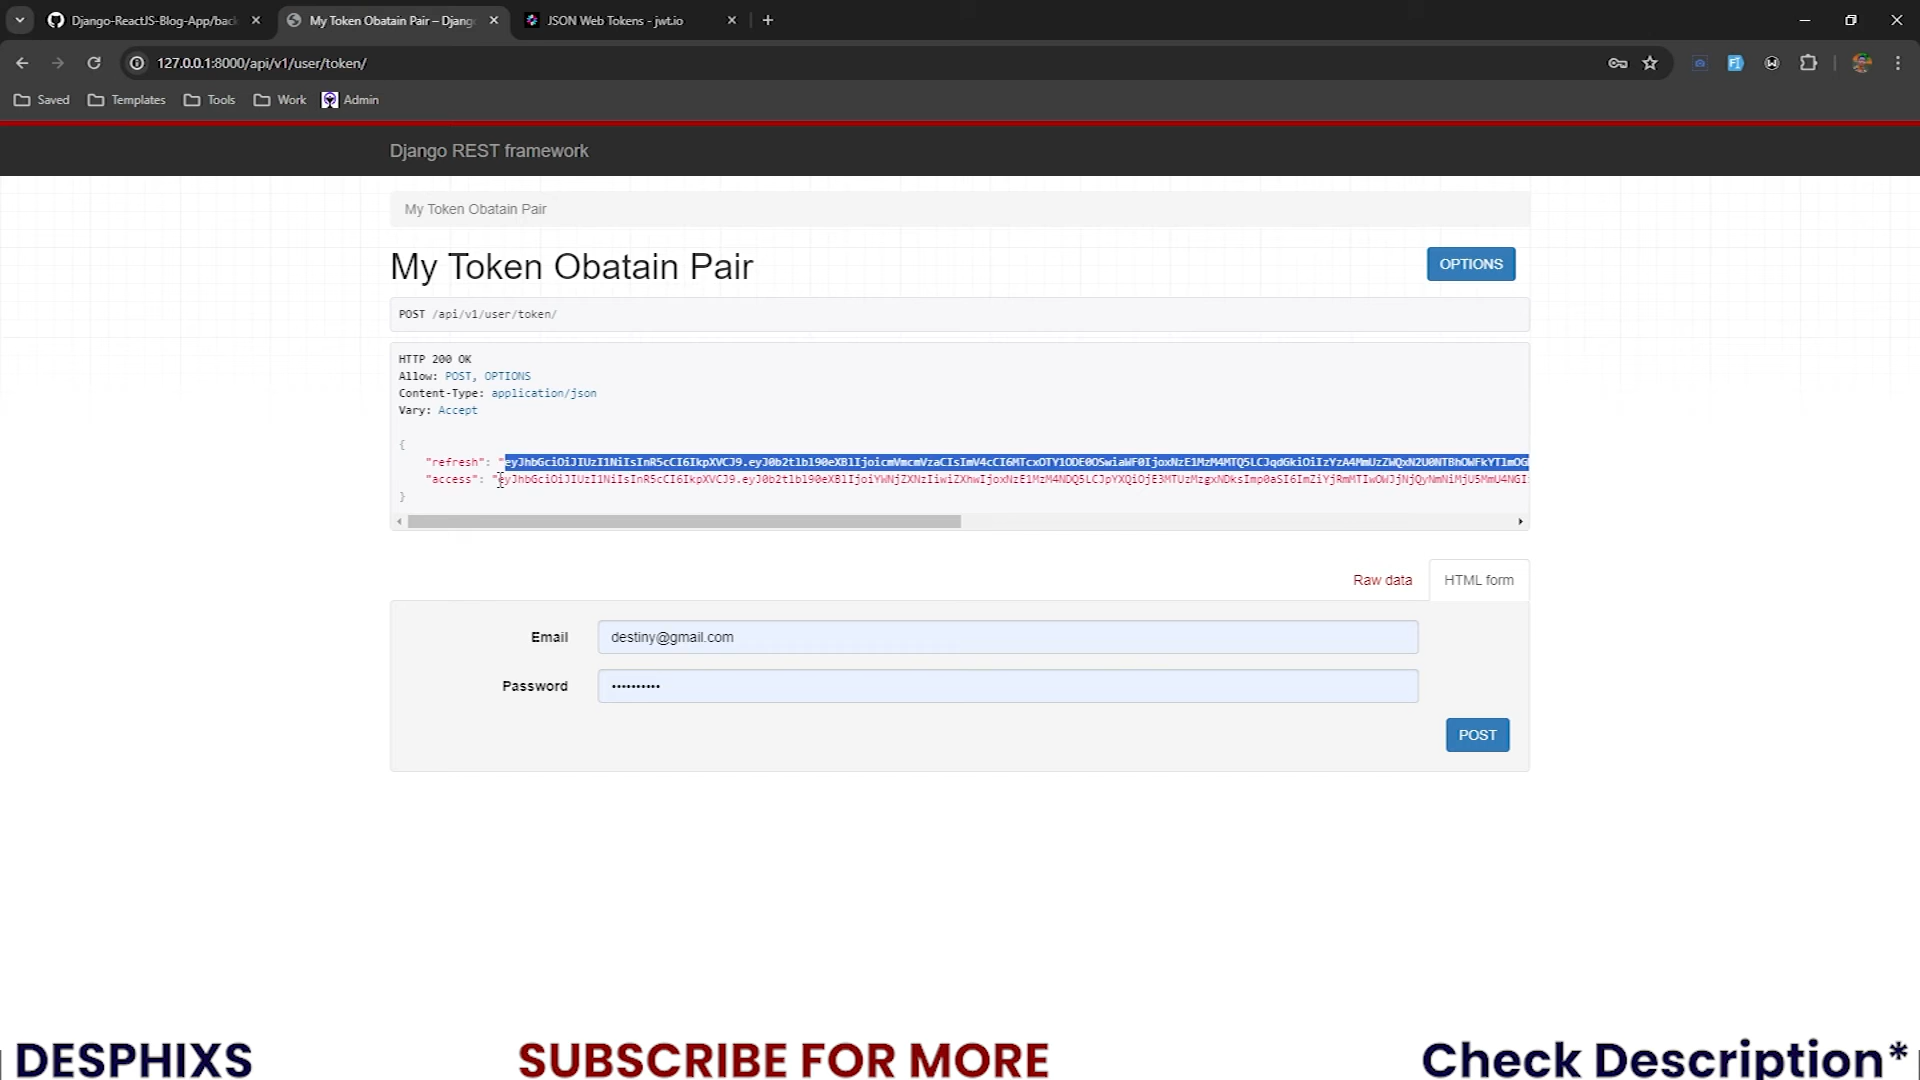 Django-ReactJS-Blog-App/back
My Token Obatain Pair – Djang
JSON Web Tokens - jwt.io
127.0.0.1:8000/api/v1/user/token/
Saved
Templates
Tools
Work
Admin
Django REST framework
My Token Obatain Pair
My Token Obatain Pair
OPTIONS
POST /api/v1/user/token/
HTTP 200 OK
Allow: POST, OPTIONS
Content-Type: application/json
Vary: Accept
{
"refresh":
"access":
}
Raw data
HTML form
Email
destiny@gmail.com
Password
••••••••••
POST
DESPHIXS
SUBSCRIBE FOR MORE
Check Description*